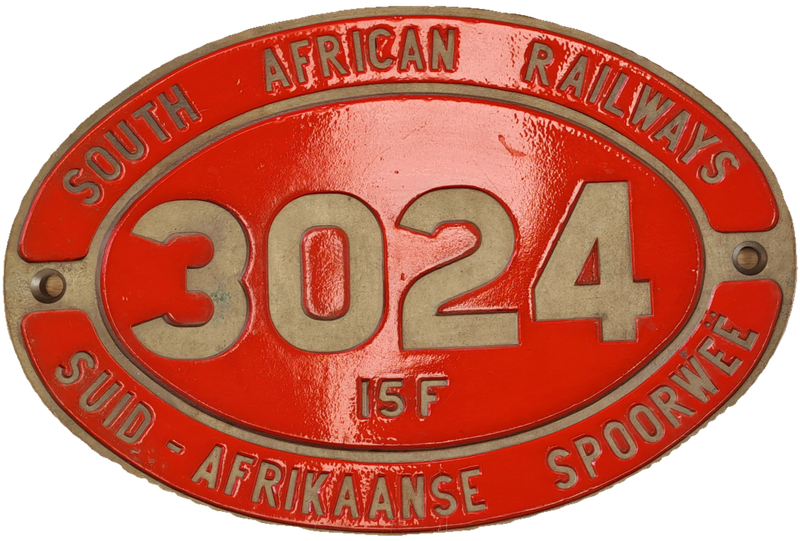 SOUTH AFRICAN RAILWAYS
3024
15F
SUID-AFRIKAANSE SPOORWEË